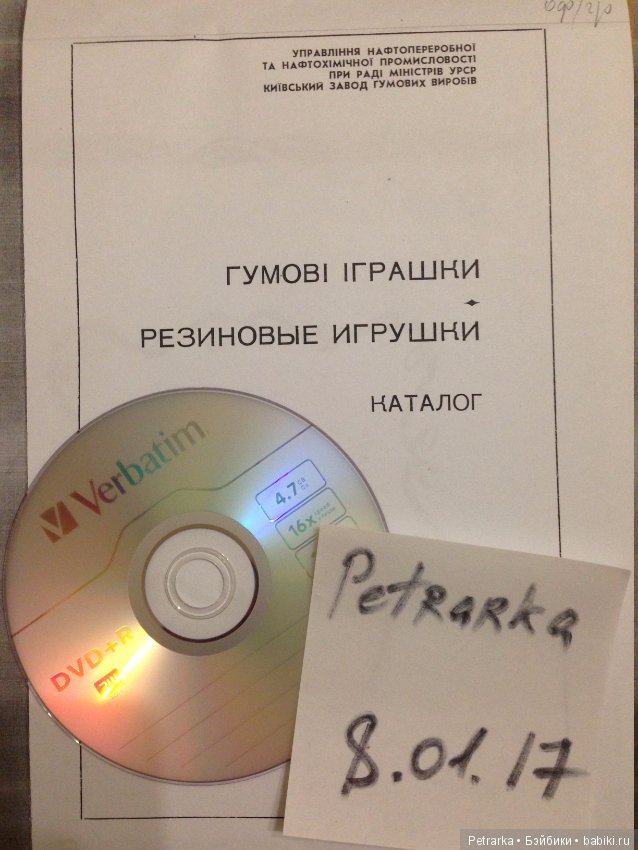 УПРАВЛІННЯ НАФТОПЕРЕРОБНОЇ
ТА НАФТОХІМІЧНОЇ ПРОМИСЛОВОСТІ
ПРИ РАДІ МІНІСТРІВ УРСР
КИЇВСЬКИЙ ЗАВОД ГУМОВИХ ВИРОБІВ
ГУМОВІ ІГРАШКИ
РЕЗИНОВЫЕ ИГРУШКИ
КАТАЛОГ
Verbatim
4.7 GB
16x
DVD+R
Petrarka
8.01.17
Petrarka • Бэйбики • babiki.ru